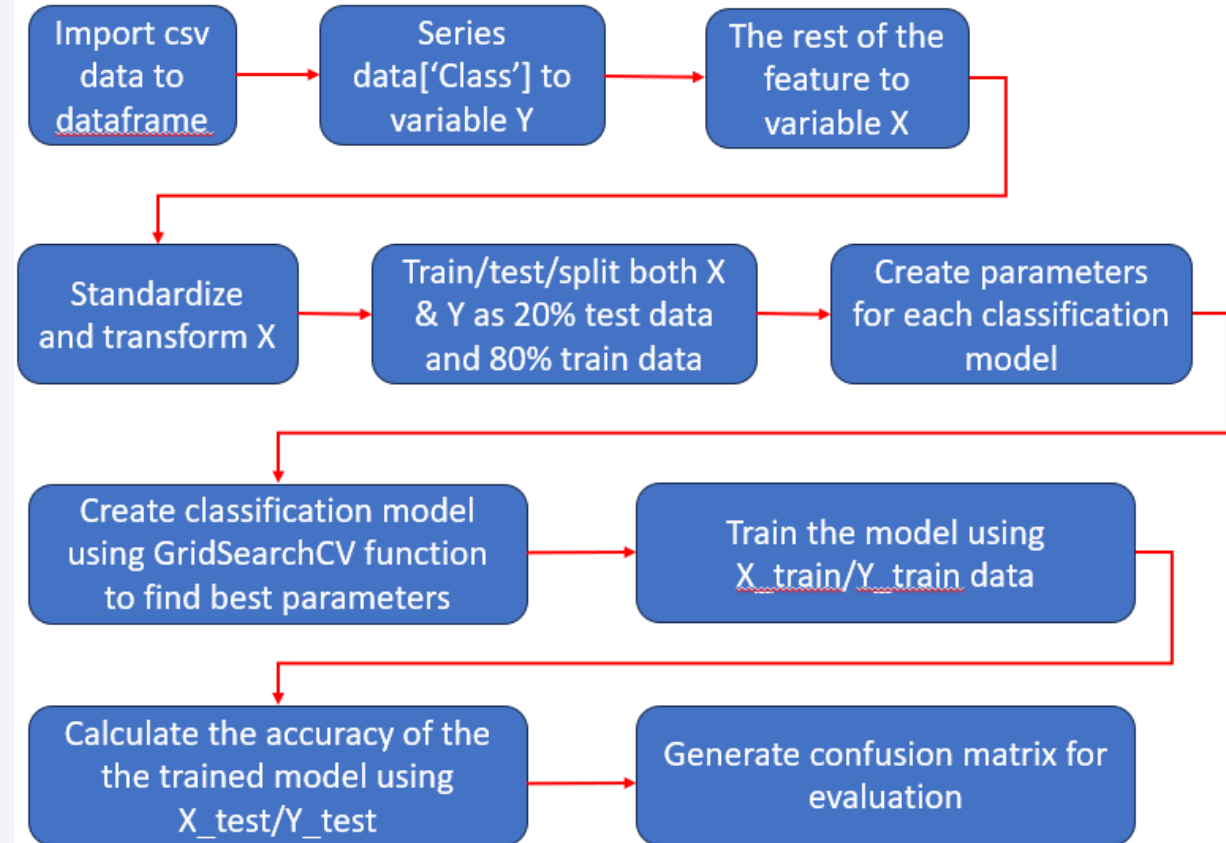 Import csv
data to
dataframe
Series
data[‘Class’] to
variable Y
The rest of the
feature to
variable X
Standardize
and transform X
Train/test/split both X
& Y as 20% test data
and 80% train data
Create parameters
for each classification
model
Create classification model
using GridSearchCV function
to find best parameters
Train the model using
X_train/Y_train data
Calculate the accuracy of the
the trained model using
X_test/Y_test
Generate confusion matrix for
evaluation